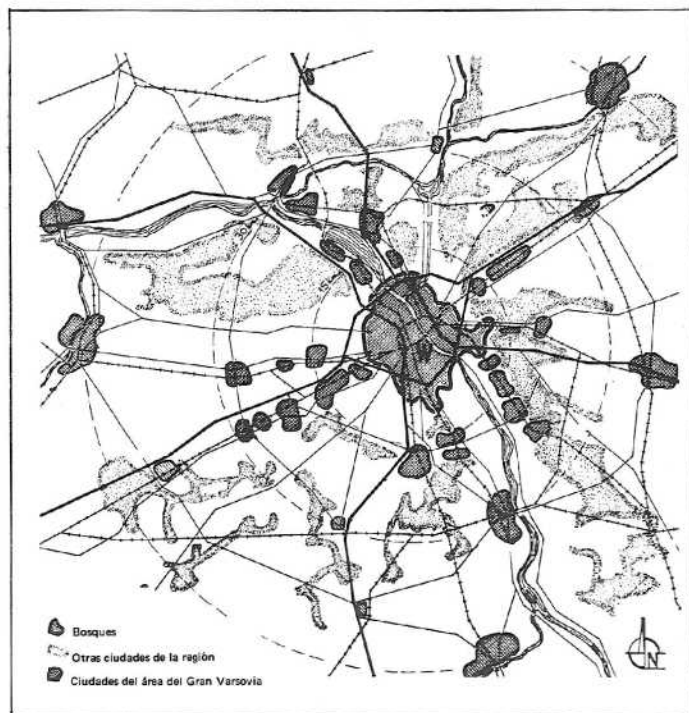 W
Bosques
Otras ciudades de la región
Ciudades del área del Gran Varsovia
N